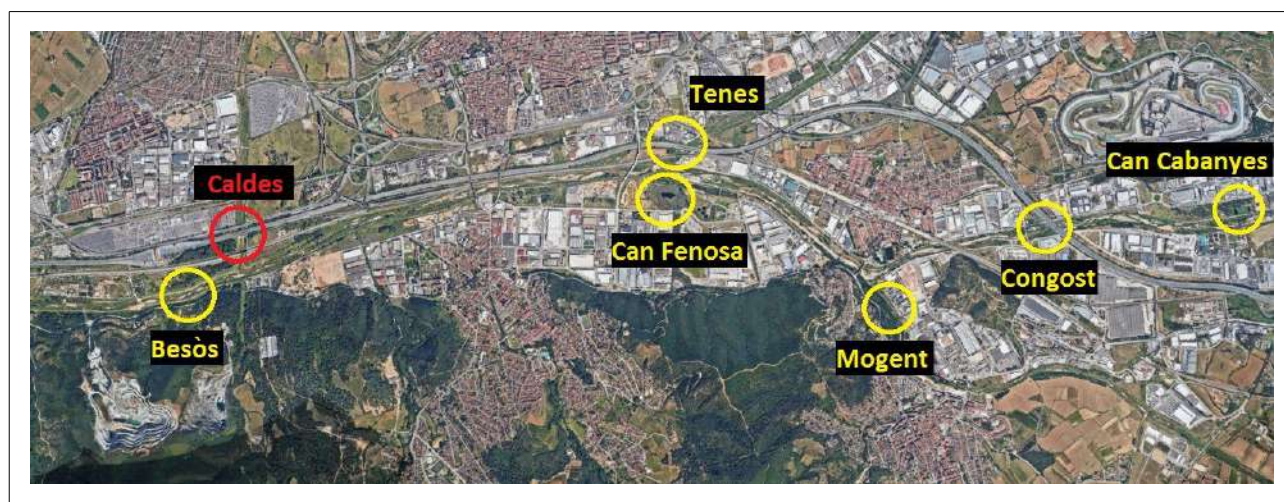 Tenes
Can Cabanyes
Caldes
Can Fenosa
Congost
Besòs
Mogent